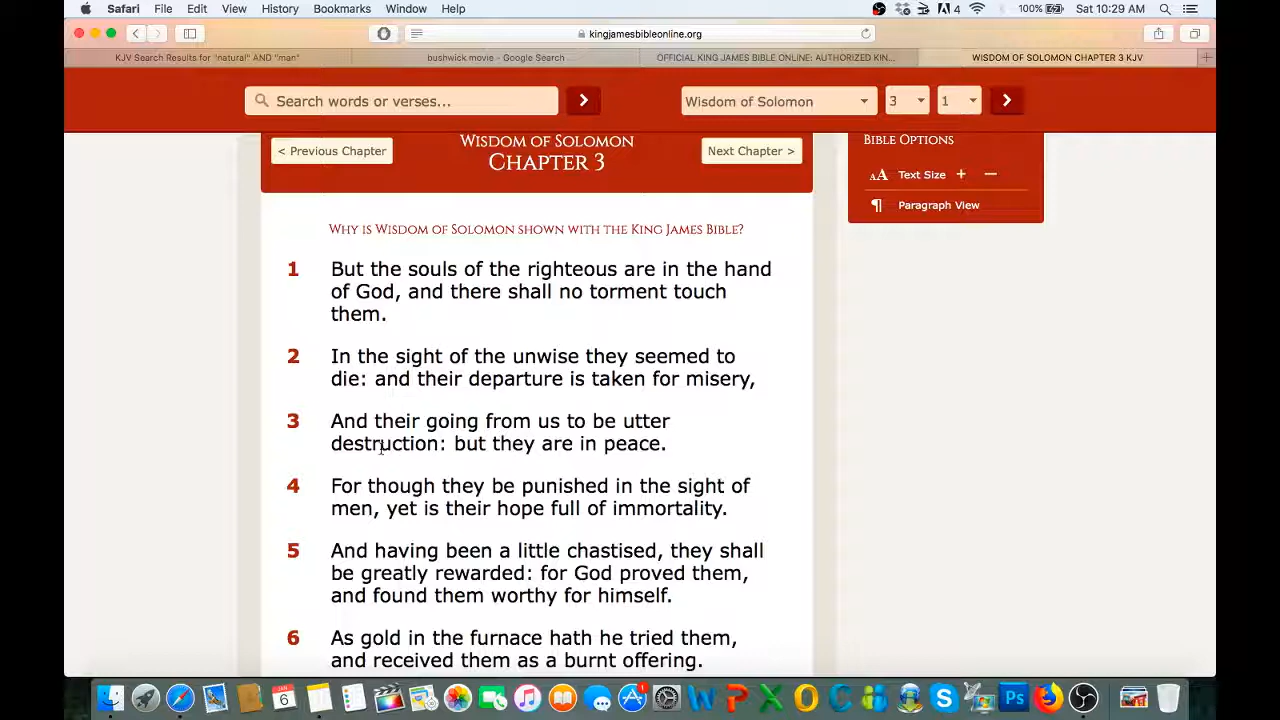 Safari File Edit View History Bookmarks Window Help
4 100% Sat 10:29 AM
kingjamesbibleonline.org
KJV Search Results for "natural" AND "man"
bushwick movie - Google Search
OFFICIAL KING JAMES BIBLE ONLINE: AUTHORIZED KIN...
WISDOM OF SOLOMON CHAPTER 3 KJV
Search words or verses...
Wisdom of Solomon
3
1
< Previous Chapter
WISDOM OF SOLOMON
CHAPTER 3
Next Chapter >
BIBLE OPTIONS
AA Text Size + −
¶ Paragraph View
WHY IS WISDOM OF SOLOMON SHOWN WITH THE KING JAMES BIBLE?
1 But the souls of the righteous are in the hand
of God, and there shall no torment touch
them.
2 In the sight of the unwise they seemed to
die: and their departure is taken for misery,
3 And their going from us to be utter
destruction: but they are in peace.
4 For though they be punished in the sight of
men, yet is their hope full of immortality.
5 And having been a little chastised, they shall
be greatly rewarded: for God proved them,
and found them worthy for himself.
6 As gold in the furnace hath he tried them,
and received them as a burnt offering.
JAN
6
Ps